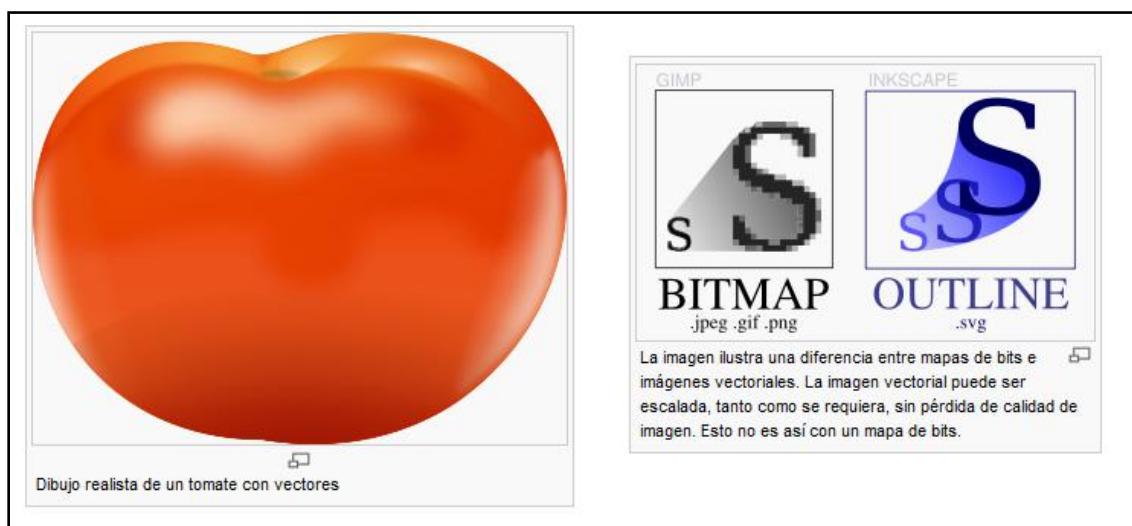 Dibujo realista de un tomate con vectores
GIMP
INKSCAPE
s S
S S S
BITMAP
OUTLINE
.jpeg .gif .png
.svg
La imagen ilustra una diferencia entre mapas de bits e
imágenes vectoriales. La imagen vectorial puede ser
escalada, tanto como se requiera, sin pérdida de calidad de
imagen. Esto no es así con un mapa de bits.